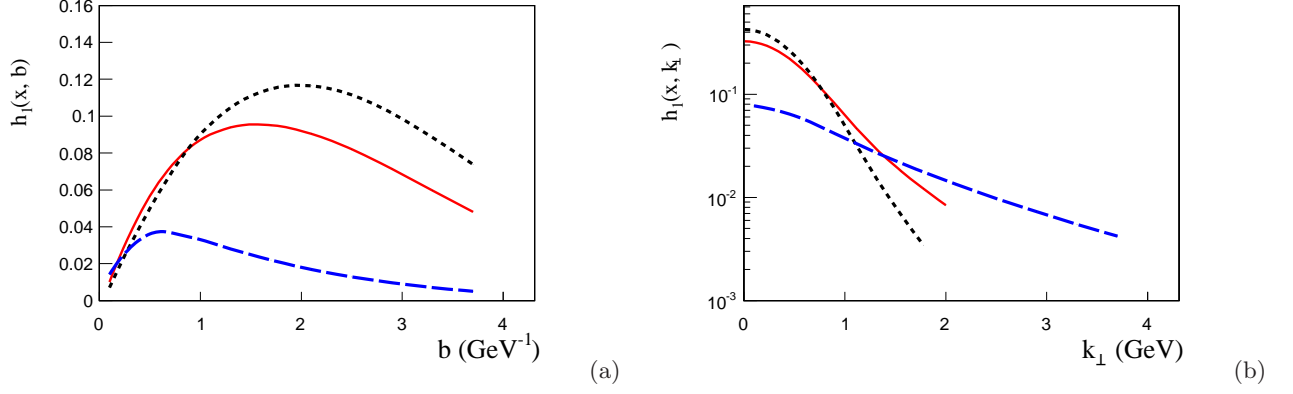 0.16
0.14
0.12
0.1
0.08
0.06
0.04
0.02
0
h₁(x, b)
0 1 2 3 4
b (GeV⁻¹)
(a)
10⁻¹
10⁻²
10⁻³
h₁(x, k⊥)
0 1 2 3 4
k⊥ (GeV)
(b)